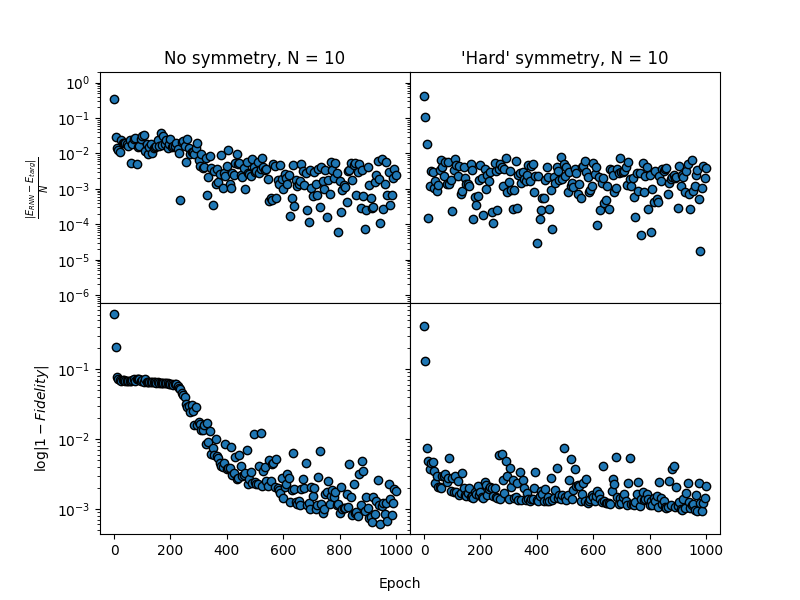 No symmetry, N = 10 'Hard' symmetry, N = 10
10⁰
10⁻¹
10⁻²
10⁻³
10⁻⁴
10⁻⁵
10⁻⁶
|E_RNN − E_targ|
N
10⁻¹
10⁻²
10⁻³
log|1 − Fidelity|
0 200 400 600 800 1000 0 200 400 600 800 1000
Epoch